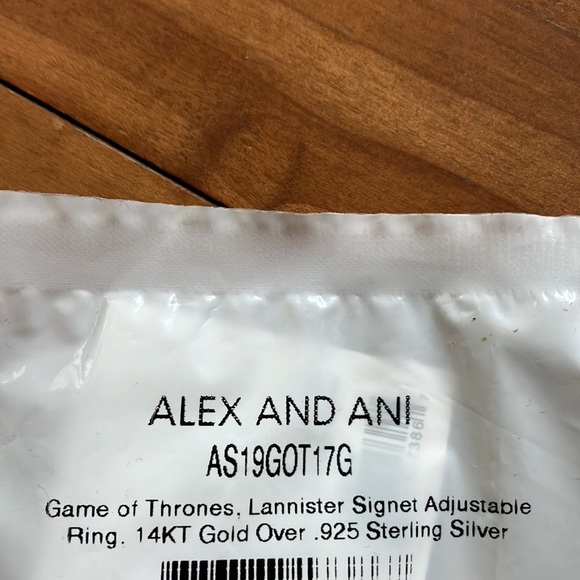 ALEX AND ANI
AS19GOT17G
Game of Thrones, Lannister Signet Adjustable
Ring. 14KT Gold Over .925 Sterling Silver